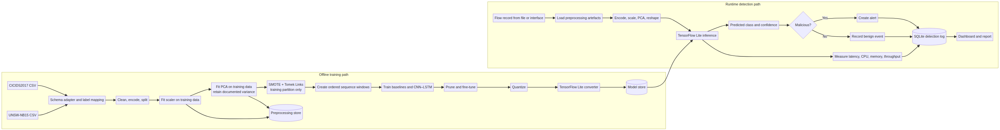 Runtime detection path
Flow record from file or interface
Load preprocessing artefacts
Encode, scale, PCA, reshape
TensorFlow Lite inference
Predicted class and confidence
Malicious?
Yes
No
Create alert
Record benign event
Measure latency, CPU, memory, throughput
SQLite detection log
Dashboard and report
Offline training path
CICIDS2017 CSV
UNSW-NB15 CSV
Schema adapter and label mapping
Clean, encode, split
Fit scaler on training data
Fit PCA on training data
retain documented variance
SMOTE + Tomek Links
training partition only
Preprocessing store
Create ordered sequence windows
Train baselines and CNN–LSTM
Prune and fine-tune
Quantize
TensorFlow Lite converter
Model store